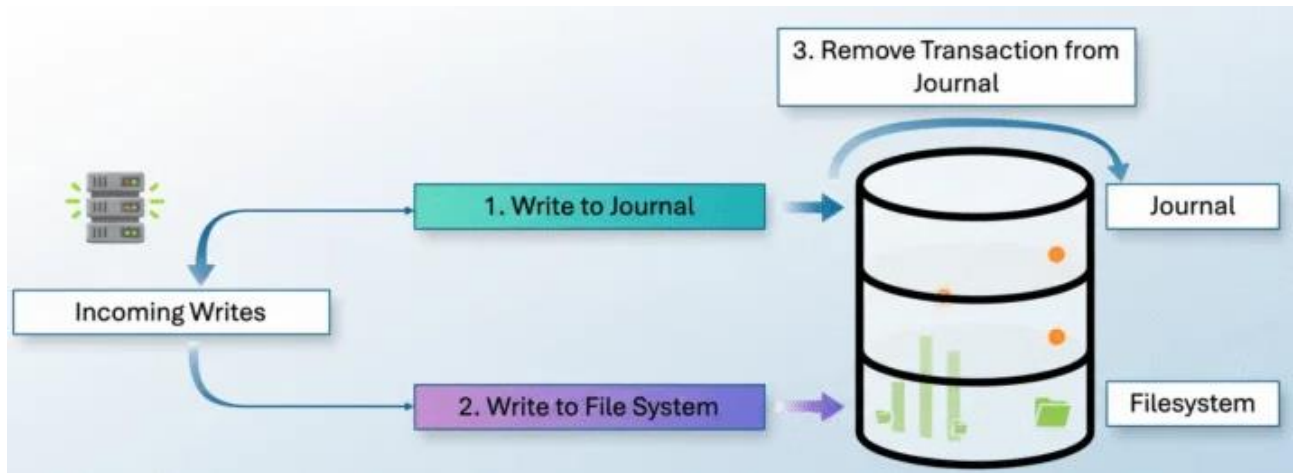 3. Remove Transaction from
Journal
1. Write to Journal
Journal
Incoming Writes
2. Write to File System
Filesystem